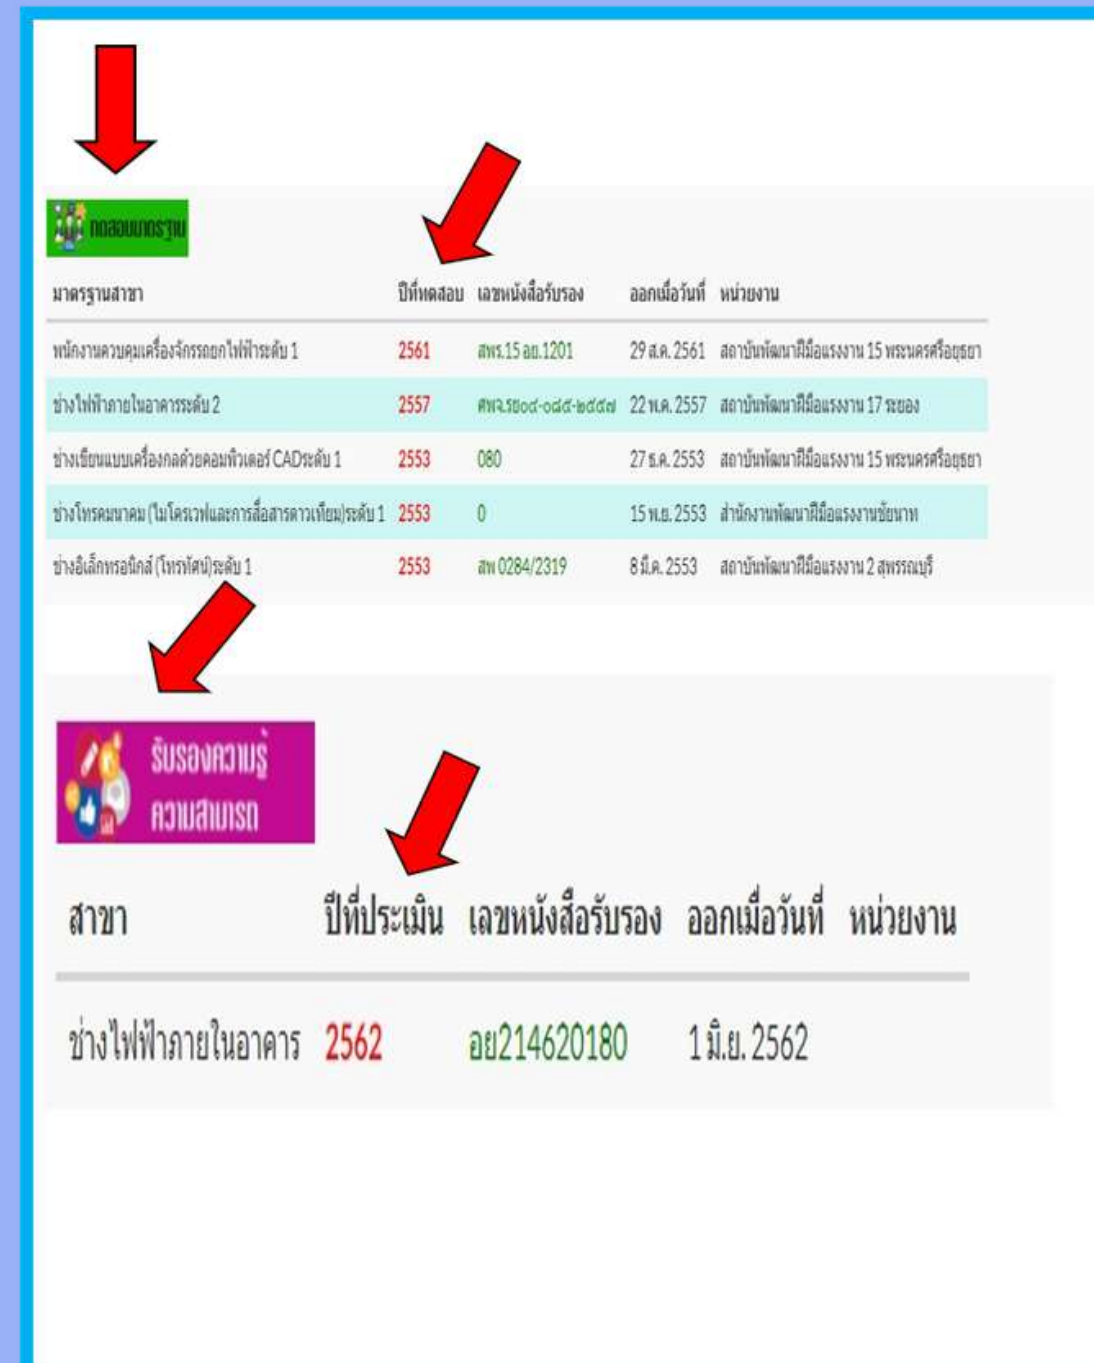 ทดสอบมาตรฐาน
มาตรฐานสาขา ปีที่ทดสอบ เลขหนังสือรับรอง ออกเมื่อวันที่ หน่วยงาน
พนักงานควบคุมเครื่องจักรรถยกไฟฟ้าระดับ 1 2561 สพร.15 อย.1201 29 ส.ค. 2561 สถาบันพัฒนาฝีมือแรงงาน 15 พระนครศรีอยุธยา
ช่างไฟฟ้าภายในอาคารระดับ 2 2557 ศพจ.รย๐๔-๐๘๕-๒๕๕๗ 22 พ.ค. 2557 สถาบันพัฒนาฝีมือแรงงาน 17 ระยอง
ช่างเขียนแบบเครื่องกลด้วยคอมพิวเตอร์ CADระดับ 1 2553 080 27 ธ.ค. 2553 สถาบันพัฒนาฝีมือแรงงาน 15 พระนครศรีอยุธยา
ช่างโทรคมนาคม (ไมโครเวฟและการสื่อสารดาวเทียม)ระดับ 1 2553 0 15 พ.ย. 2553 สำนักงานพัฒนาฝีมือแรงงานชัยนาท
ช่างอิเล็กทรอนิกส์ (โทรทัศน์)ระดับ 1 2553 สพ 0284/2319 8 มี.ค. 2553 สถาบันพัฒนาฝีมือแรงงาน 2 สุพรรณบุรี
รับรองความรู้
ความสามารถ
สาขา ปีที่ประเมิน เลขหนังสือรับรอง ออกเมื่อวันที่ หน่วยงาน
ช่างไฟฟ้าภายในอาคาร 2562 อย214620180 1 มิ.ย. 2562